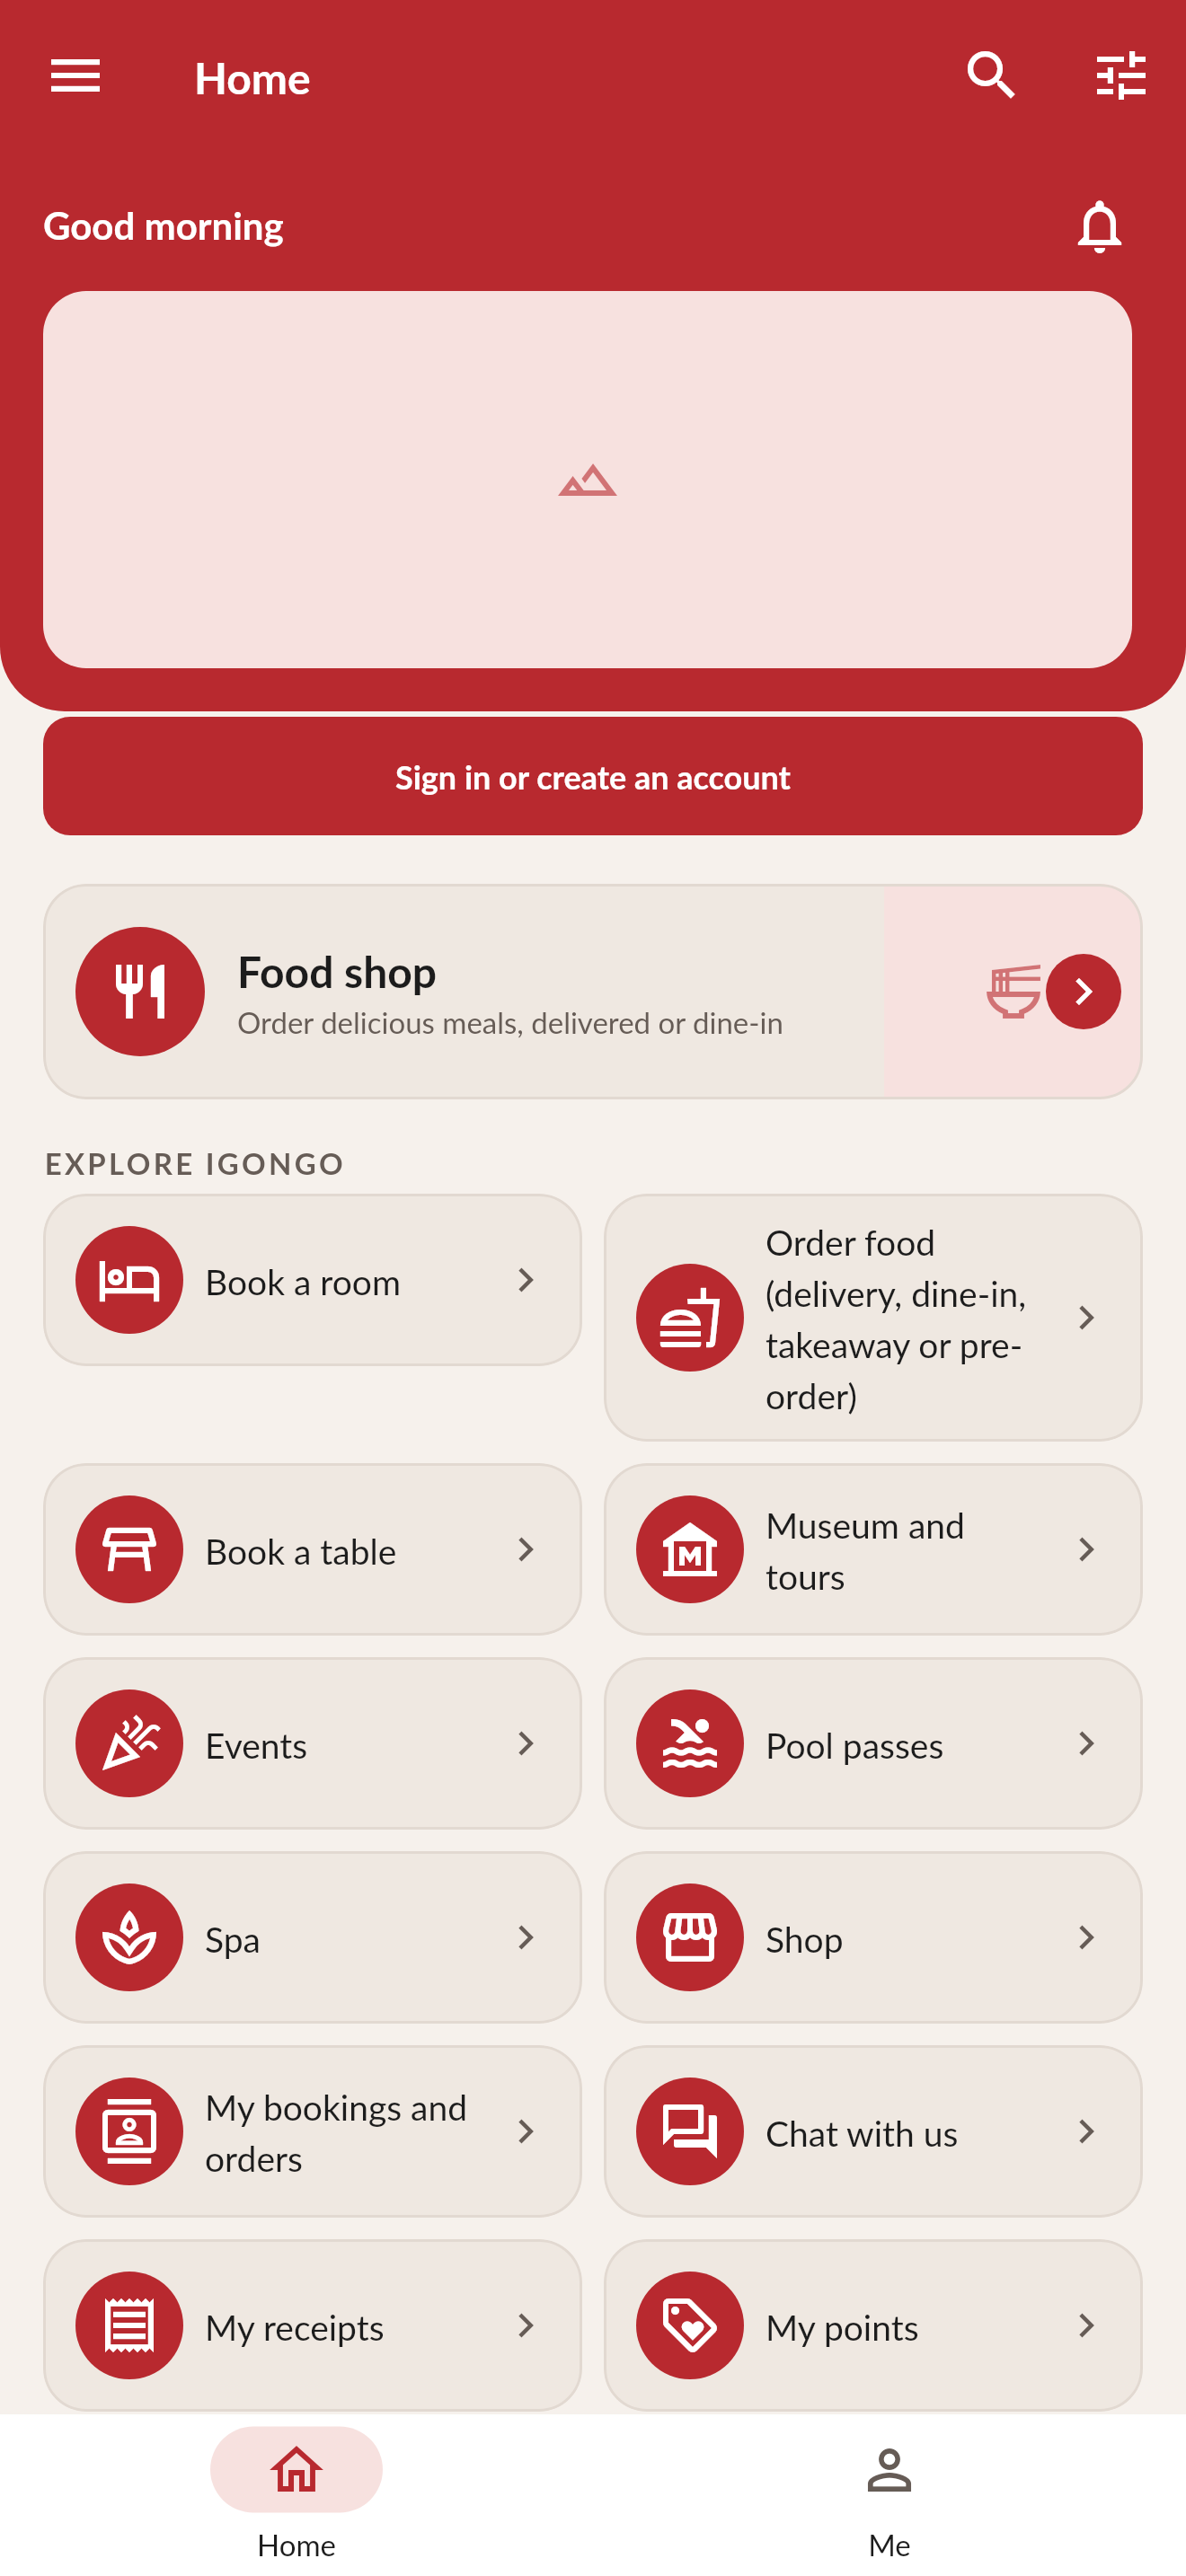 Home
Good morning
Sign in or create an account
Food shop
Order delicious meals, delivered or dine-in
EXPLORE IGONGO
Book a room
Order food
(delivery, dine-in,
takeaway or pre-
order)
Book a table
M
Museum and
tours
Events
Pool passes
Spa
Shop
My bookings and
orders
Chat with us
My receipts
My points
Home
Me